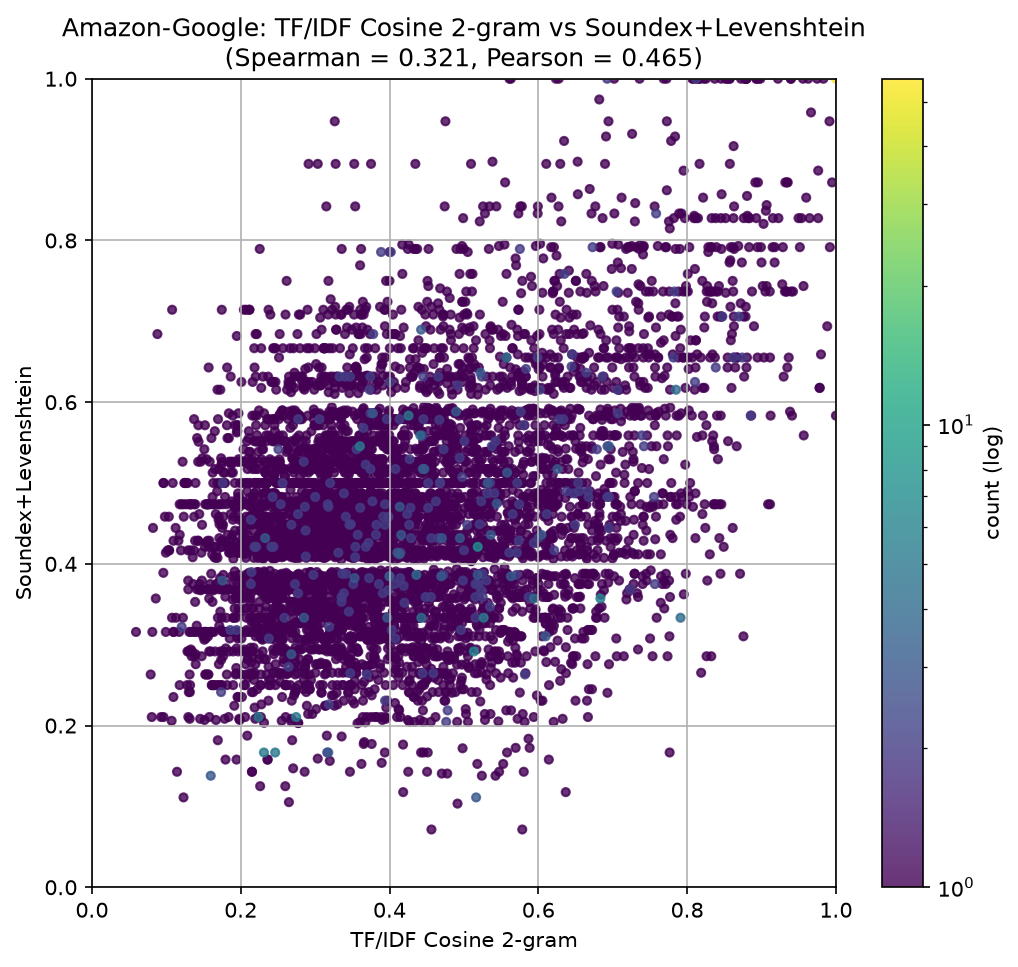 Amazon-Google: TF/IDF Cosine 2-gram vs Soundex+Levenshtein
(Spearman = 0.321, Pearson = 0.465)
1.0
0.8
0.6
0.4
0.2
0.0
Soundex+Levenshtein
0.0 0.2 0.4 0.6 0.8 1.0
TF/IDF Cosine 2-gram
10¹
10⁰
count (log)